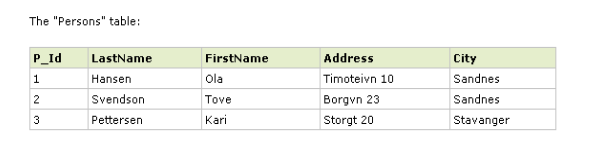 The "Persons" table:
P_Id LastName FirstName Address City
1 Hansen Ola Timoteivn 10 Sandnes
2 Svendson Tove Borgvn 23 Sandnes
3 Pettersen Kari Storgt 20 Stavanger